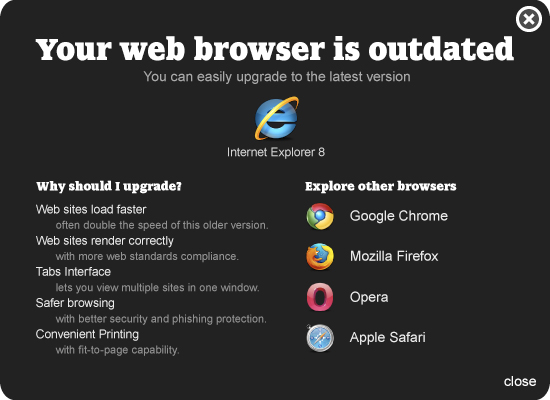 Your web browser is outdated
You can easily upgrade to the latest version
Internet Explorer 8
Why should I upgrade?
Web sites load faster
often double the speed of this older version.
Web sites render correctly
with more web standards compliance.
Tabs Interface
lets you view multiple sites in one window.
Safer browsing
with better security and phishing protection.
Convenient Printing
with fit-to-page capability.
Explore other browsers
Google Chrome
Mozilla Firefox
Opera
Apple Safari
close